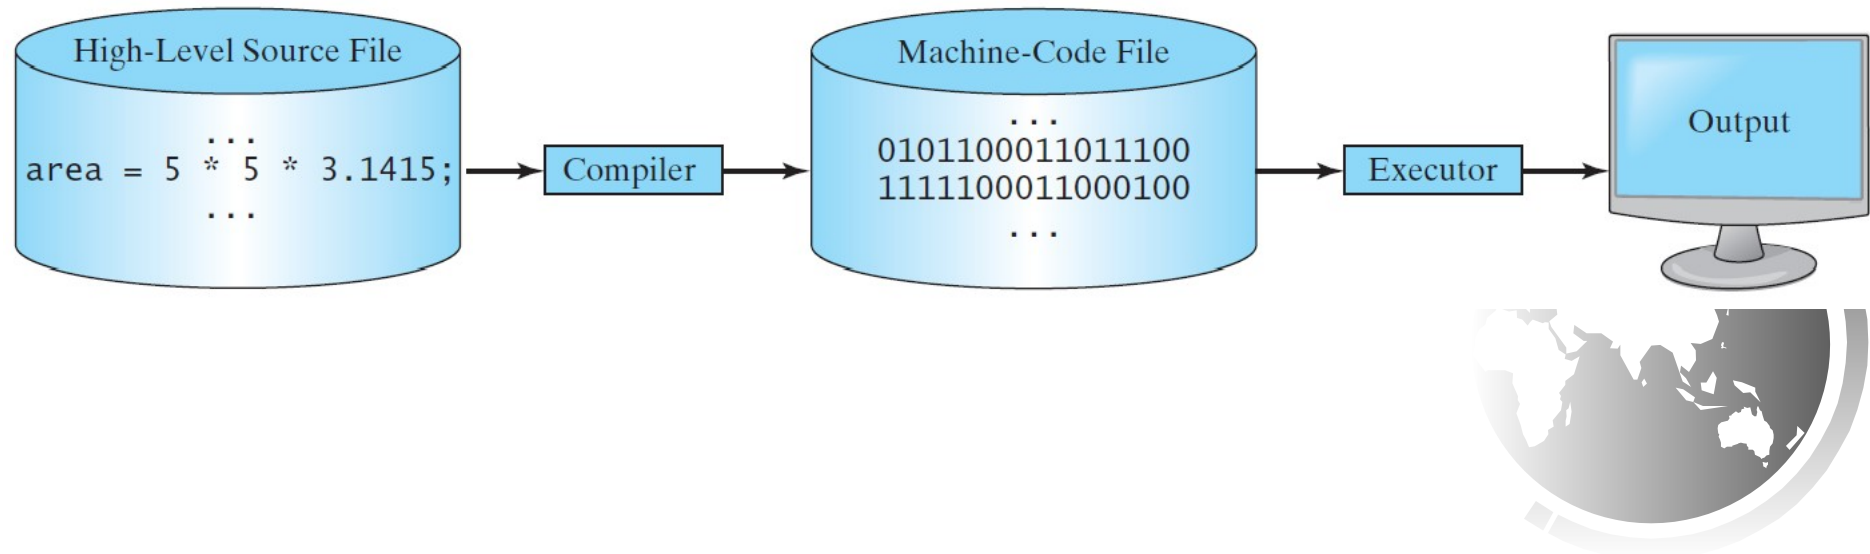 High-Level Source File
...
area = 5 * 5 * 3.1415;
...
Compiler
Machine-Code File
...
0101100011011100
1111100011000100
...
Executor
Output